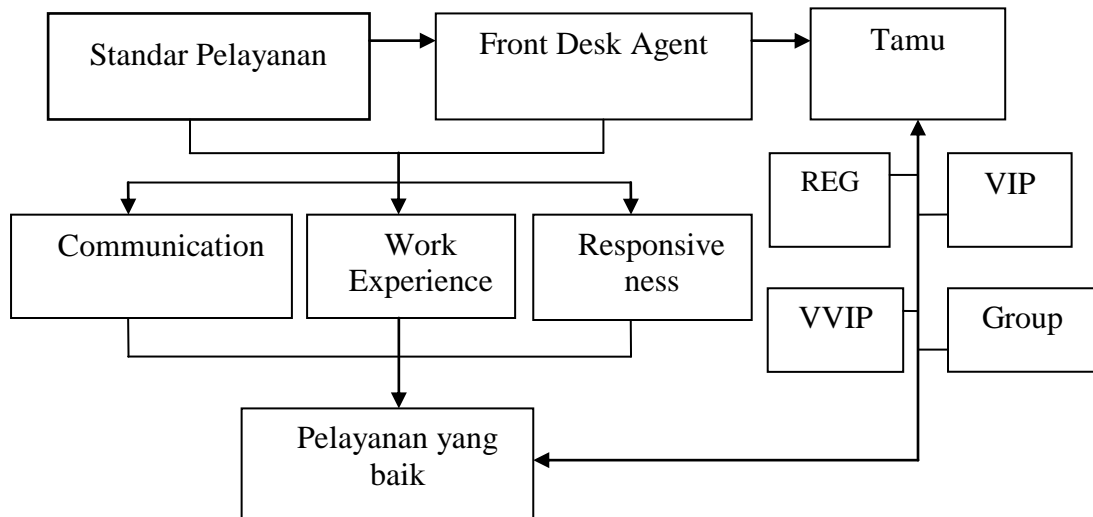 Standar Pelayanan
Front Desk Agent
Tamu
REG
VIP
Communication
Work
Experience
Responsive
ness
VVIP
Group
Pelayanan yang
baik